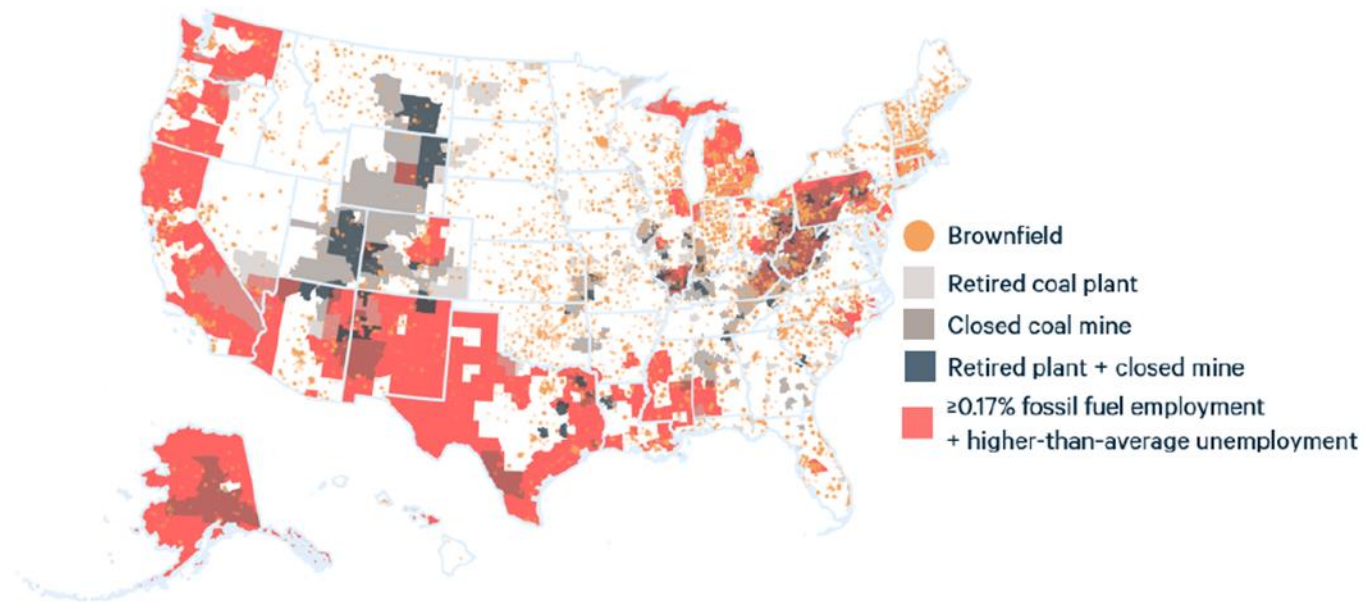 Brownfield
Retired coal plant
Closed coal mine
Retired plant + closed mine
≥0.17% fossil fuel employment
+ higher-than-average unemployment